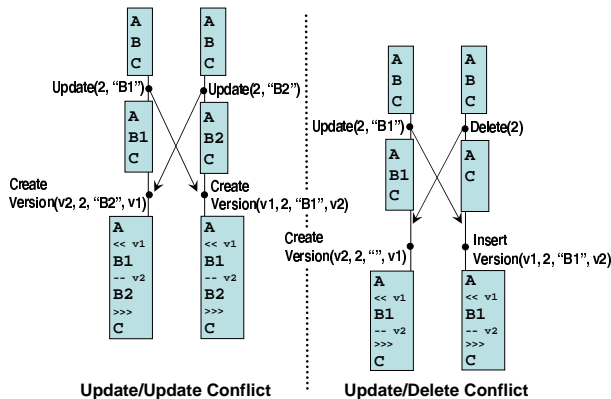 A
B
C
A
B
C
Update(2, “B1”)
Update(2, “B2”)
A
B1
C
A
B2
C
Create
Version(v2, 2, “B2”, v1)
Create
Version(v1, 2, “B1”, v2)
A
<< v1
B1
-- v2
B2
>>>
C
A
<< v1
B1
-- v2
B2
>>>
C
Update/Update Conflict
A
B
C
A
B
C
Update(2, “B1”)
Delete(2)
A
B1
C
A
C
Create
Version(v2, 2, “”, v1)
Insert
Version(v1, 2, “B1”, v2)
A
<< v1
B1
-- v2
>>>
C
A
<< v1
B1
-- v2
>>>
C
Update/Delete Conflict